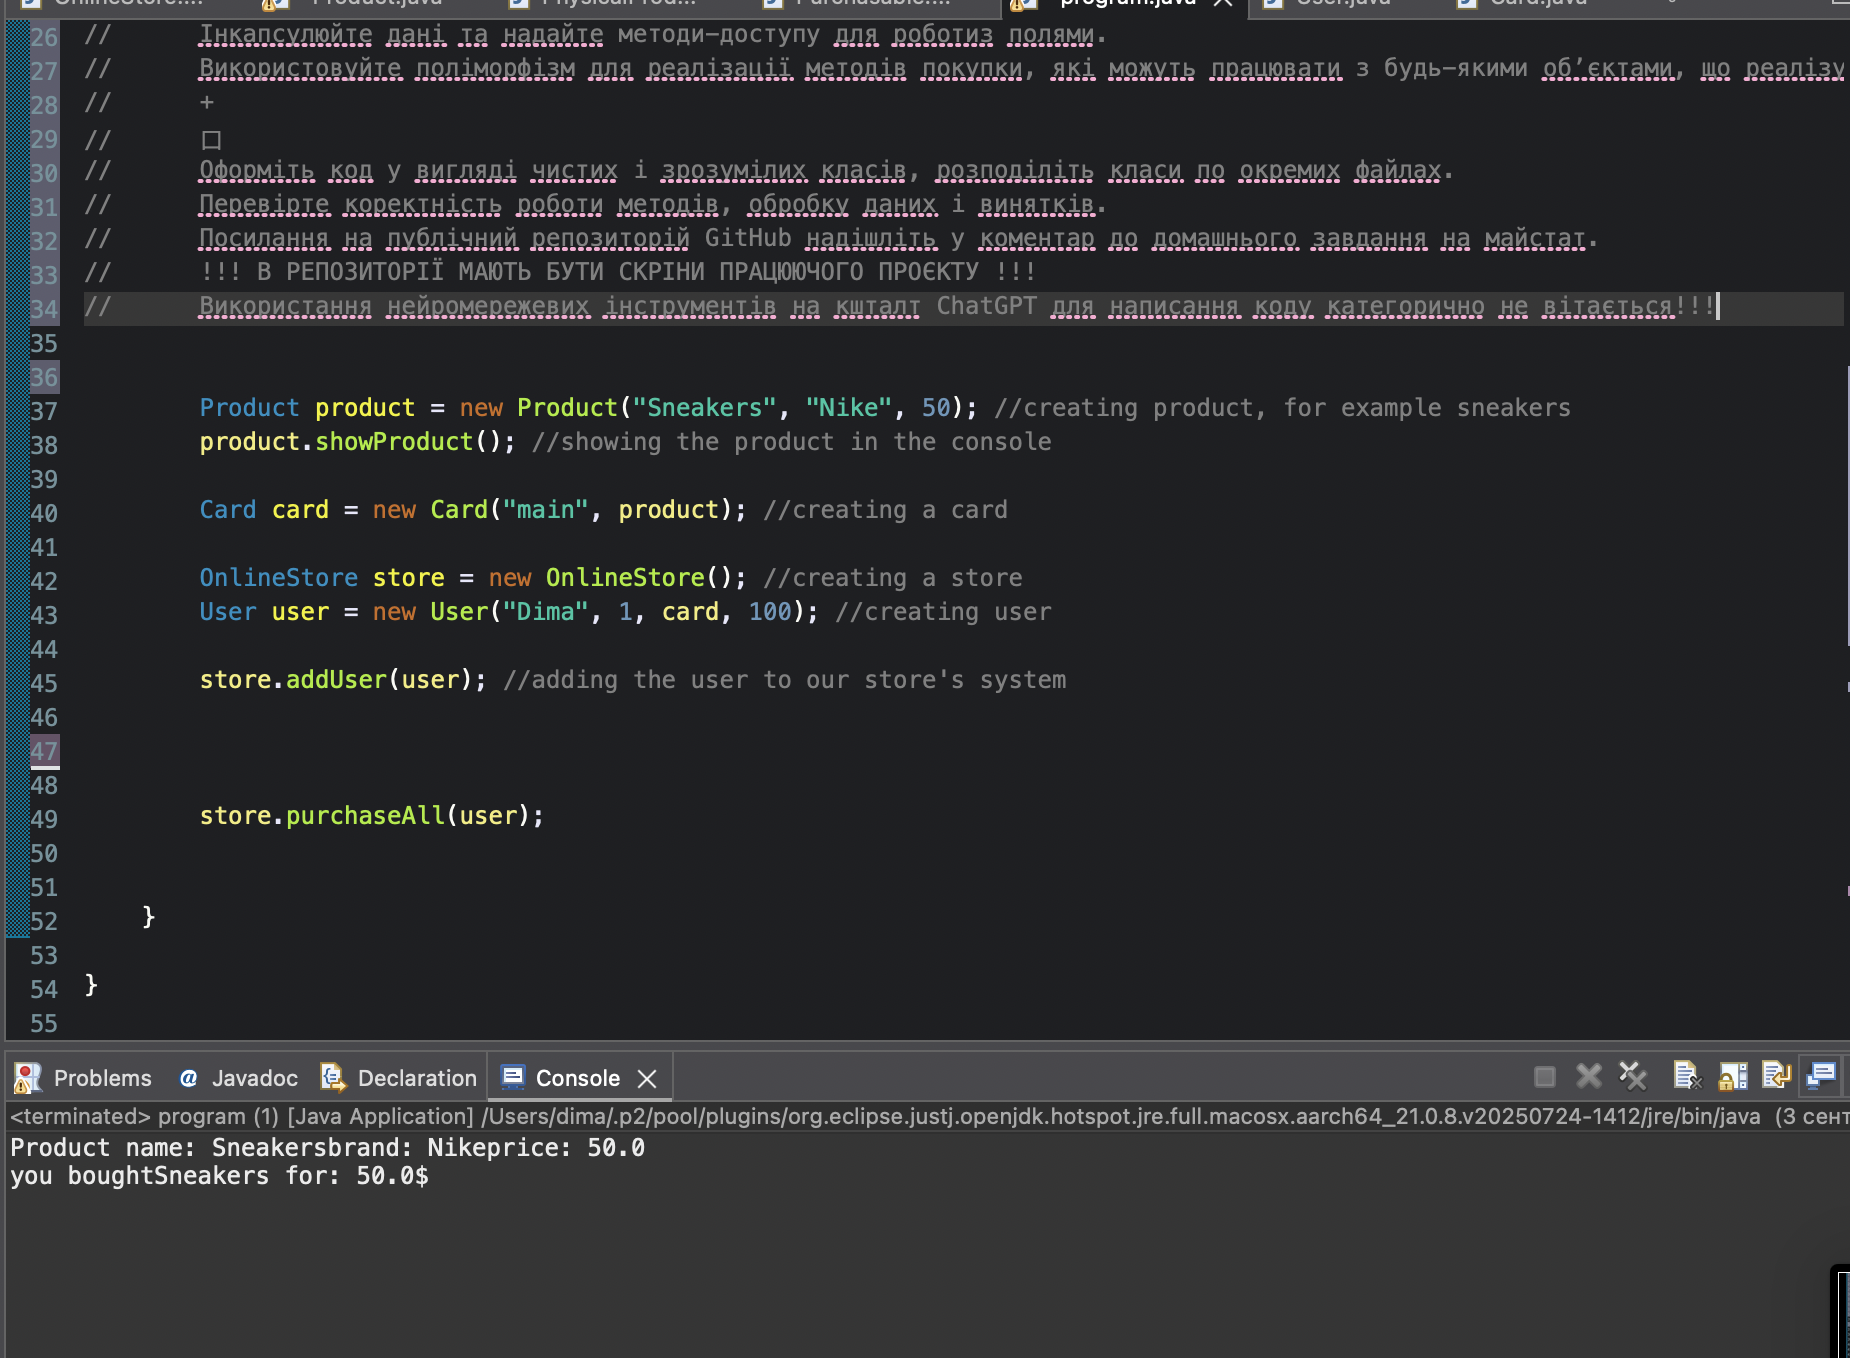 Product.java
program.java
26 // Інкапсулюйте дані та надайте методи-доступу для роботиз полями.
27 // Використовуйте поліморфізм для реалізації методів покупки, які можуть працювати з будь-якими об’єктами, що реалізу
28 // +
29 // 口
30 // Оформіть код у вигляді чистих і зрозумілих класів, розподіліть класи по окремих файлах.
31 // Перевірте коректність роботи методів, обробку даних і винятків.
32 // Посилання на публічний репозиторій GitHub надішліть у коментар до домашнього завдання на майстат.
33 // !!! В РЕПОЗИТОРІЇ МАЮТЬ БУТИ СКРІНИ ПРАЦЮЮЧОГО ПРОЄКТУ !!!
34 // Використання нейромережевих інструментів на кшталт ChatGPT для написання коду категорично не вітається!!!
35
36
37 Product product = new Product("Sneakers", "Nike", 50); //creating product, for example sneakers
38 product.showProduct(); //showing the product in the console
39
40 Card card = new Card("main", product); //creating a card
41
42 OnlineStore store = new OnlineStore(); //creating a store
43 User user = new User("Dima", 1, card, 100); //creating user
44
45 store.addUser(user); //adding the user to our store's system
46
47
48
49 store.purchaseAll(user);
50
51
52 }
53
54 }
55
Problems @ Javadoc Declaration Console
<terminated> program (1) [Java Application] /Users/dima/.p2/pool/plugins/org.eclipse.justj.openjdk.hotspot.jre.full.macosx.aarch64_21.0.8.v20250724-1412/jre/bin/java (3 сент
Product name: Sneakersbrand: Nikeprice: 50.0
you boughtSneakers for: 50.0$